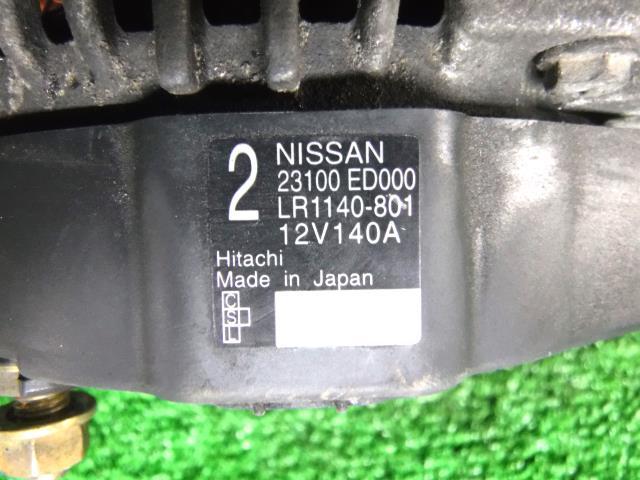 2 NISSAN
23100 ED000
LR1140-801
12V140A
Hitachi
Made in Japan
C
S
L